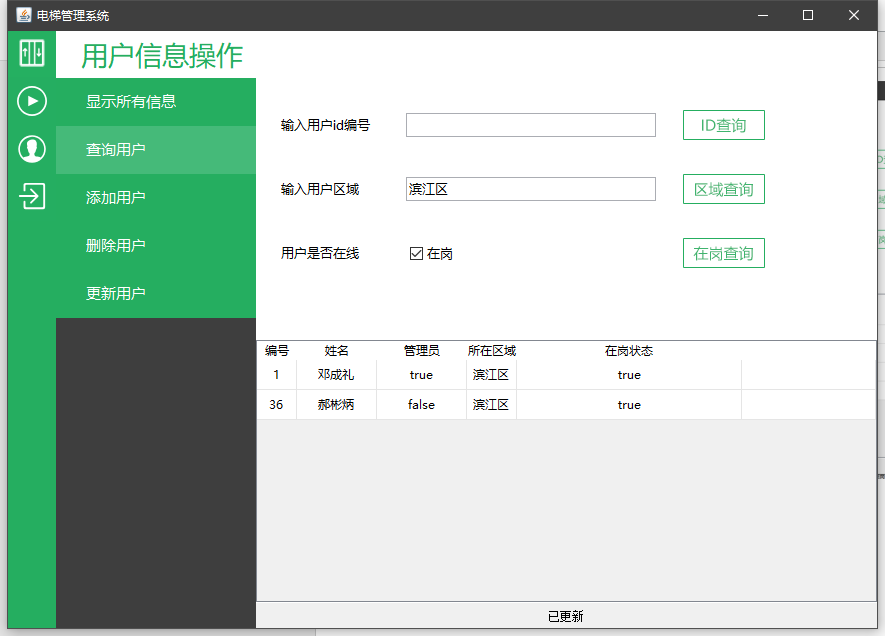 电梯管理系统
用户信息操作
显示所有信息
查询用户
添加用户
删除用户
更新用户
输入用户id编号 ID查询
输入用户区域 滨江区 区域查询
用户是否在线 在岗 在岗查询
编号 姓名 管理员 所在区域 在岗状态
1 邓成礼 true 滨江区 true
36 郝彬炳 false 滨江区 true
已更新